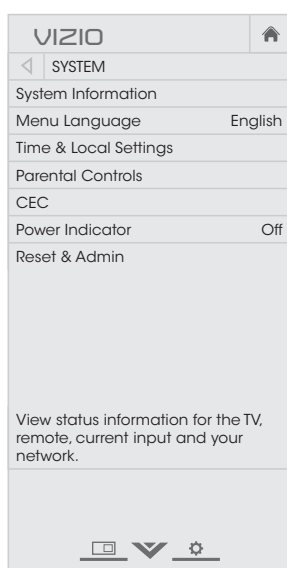 VIZIO
SYSTEM
System Information
Menu Language English
Time & Local Settings
Parental Controls
CEC
Power Indicator Off
Reset & Admin
View status information for the TV,
remote, current input and your
network.